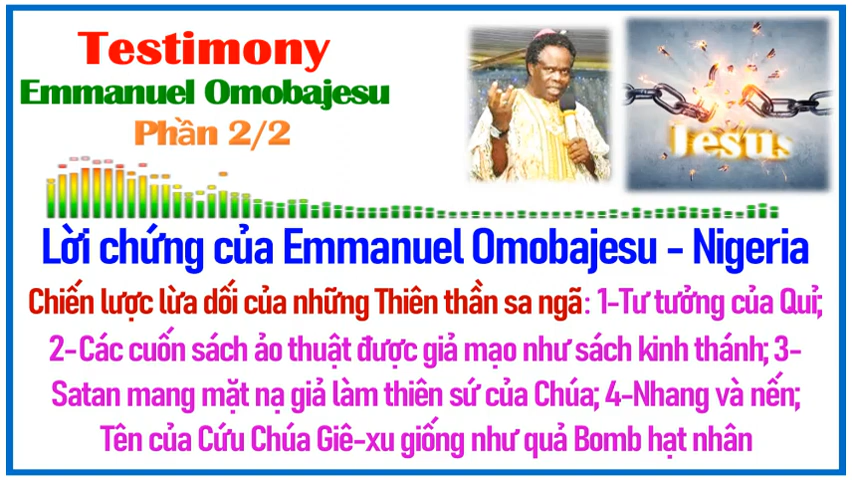 Testimony
Emmanuel Omobajesu
Phần 2/2
Jesus
Lời chứng của Emmanuel Omobajesu - Nigeria
Chiến lược lừa dối của những Thiên thần sa ngã: 1-Tư tưởng của Quỉ;
2-Các cuốn sách ảo thuật được giả mạo như sách kinh thánh; 3-
Satan mang mặt nạ giả làm thiên sứ của Chúa; 4-Nhang và nến;
Tên của Cứu Chúa Giê-xu giống như quả Bomb hạt nhân